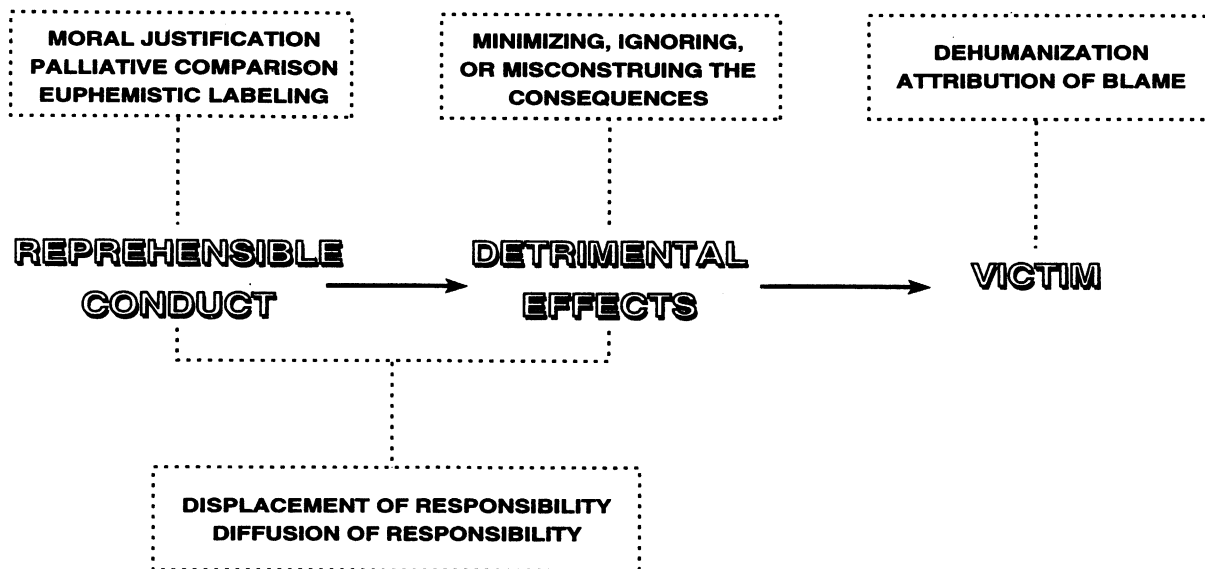 MORAL JUSTIFICATION
PALLIATIVE COMPARISON
EUPHEMISTIC LABELING
MINIMIZING, IGNORING,
OR MISCONSTRUING THE
CONSEQUENCES
DEHUMANIZATION
ATTRIBUTION OF BLAME
REPREHENSIBLE
CONDUCT
DETRIMENTAL
EFFECTS
VICTIM
DISPLACEMENT OF RESPONSIBILITY
DIFFUSION OF RESPONSIBILITY